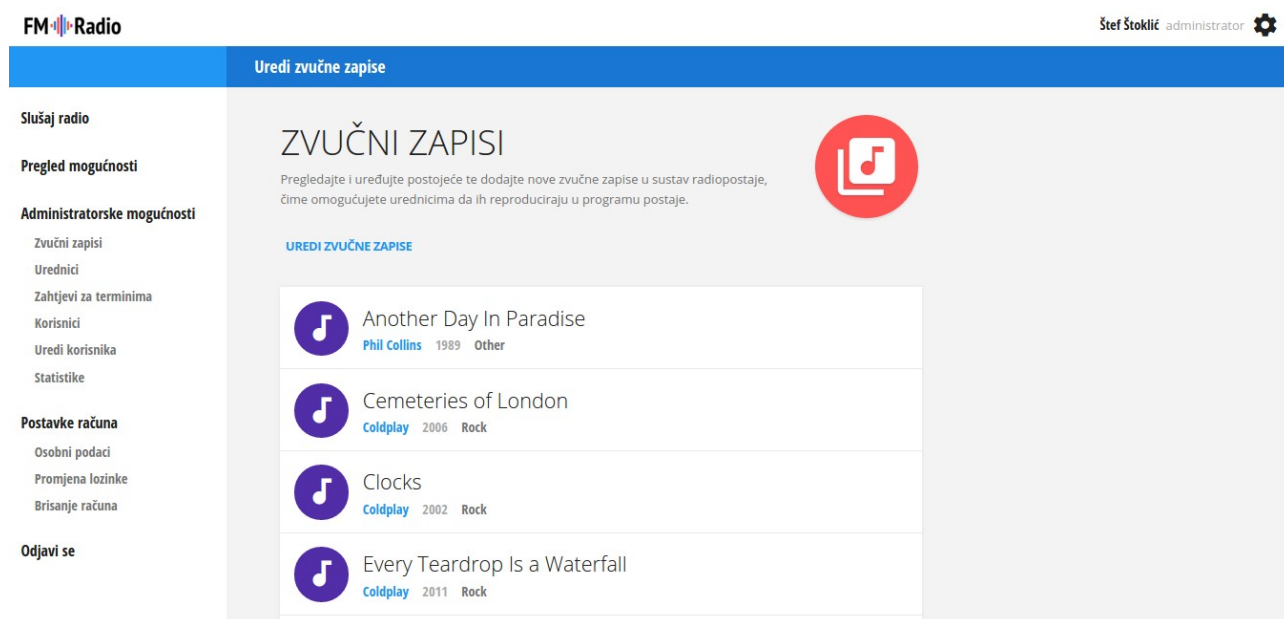 FM Radio
Štef Štoklić administrator
Uredi zvučne zapise
Slušaj radio
Pregled mogućnosti
Administratorske mogućnosti
Zvučni zapisi
Urednici
Zahtjevi za terminima
Korisnici
Uredi korisnika
Statistike
Postavke računa
Osobni podaci
Promjena lozinke
Brisanje računa
Odjavi se
ZVUČNI ZAPISI
Pregledajte i uređujte postojeće te dodajte nove zvučne zapise u sustav radiopostaje,
čime omogućujete urednicima da ih reproduciraju u programu postaje.
UREDI ZVUČNE ZAPISE
Another Day In Paradise
Phil Collins 1989 Other
Cemeteries of London
Coldplay 2006 Rock
Clocks
Coldplay 2002 Rock
Every Teardrop Is a Waterfall
Coldplay 2011 Rock